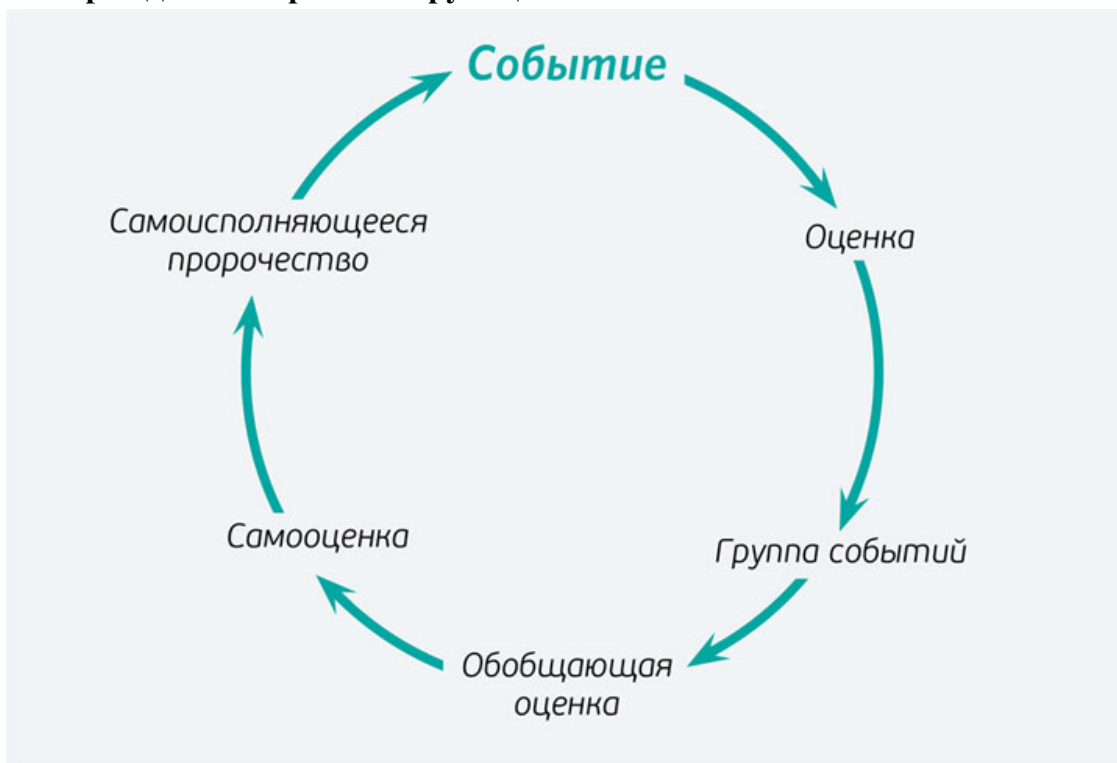 Событие
Оценка
Группа событий
Обобщающая
оценка
Самооценка
Самоисполняющееся
пророчество